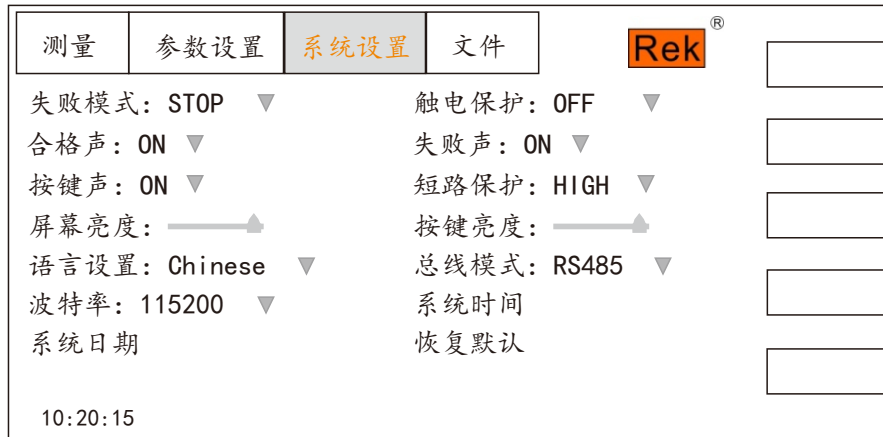 测量 参数设置 系统设置 文件 Rek®
失败模式：STOP ▼ 触电保护：OFF ▼
合格声：ON ▼ 失败声：ON ▼
按键声：ON ▼ 短路保护：HIGH ▼
屏幕亮度： 按键亮度：
语言设置：Chinese ▼ 总线模式：RS485 ▼
波特率：115200 ▼ 系统时间
系统日期 恢复默认
10:20:15